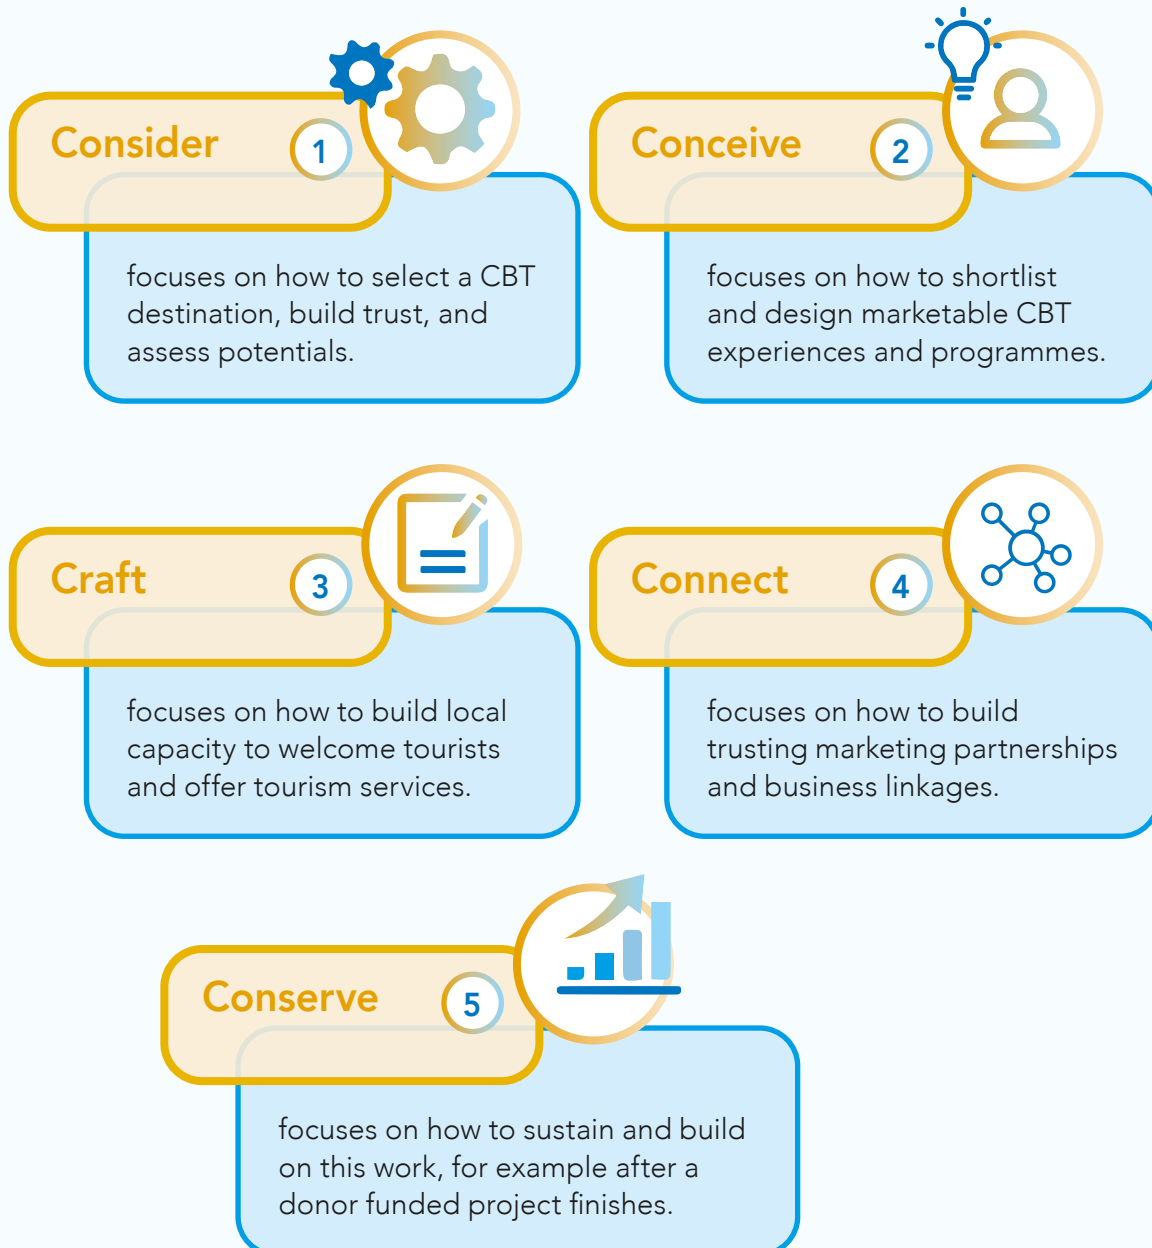 Consider
1
focuses on how to select a CBT
destination, build trust, and
assess potentials.
Conceive
2
focuses on how to shortlist
and design marketable CBT
experiences and programmes.
Craft
3
focuses on how to build local
capacity to welcome tourists
and offer tourism services.
Connect
4
focuses on how to build
trusting marketing partnerships
and business linkages.
Conserve
5
focuses on how to sustain and build
on this work, for example after a
donor funded project finishes.